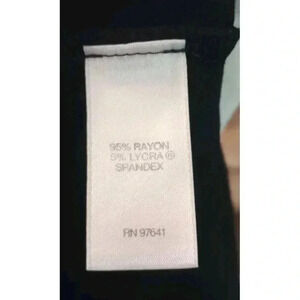 95% RAYON
5% LYCRA ®
SPANDEX
RN 97641